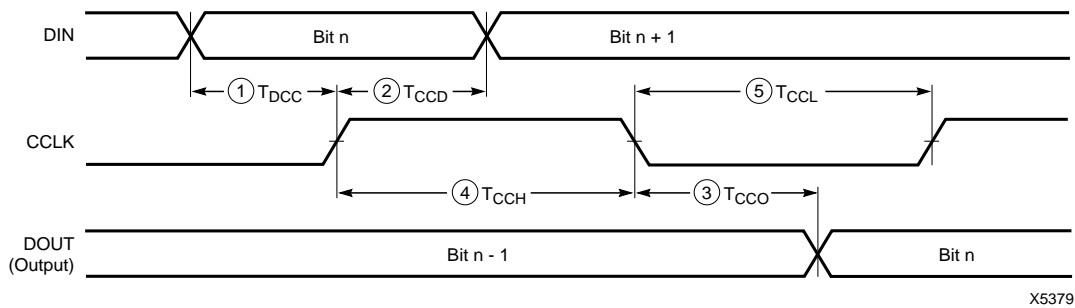 DIN
Bit n
Bit n + 1
1 TDCC
2 TCCD
5 TCCL
CCLK
4 TCCH
3 TCCO
DOUT
(Output)
Bit n - 1
Bit n
X5379